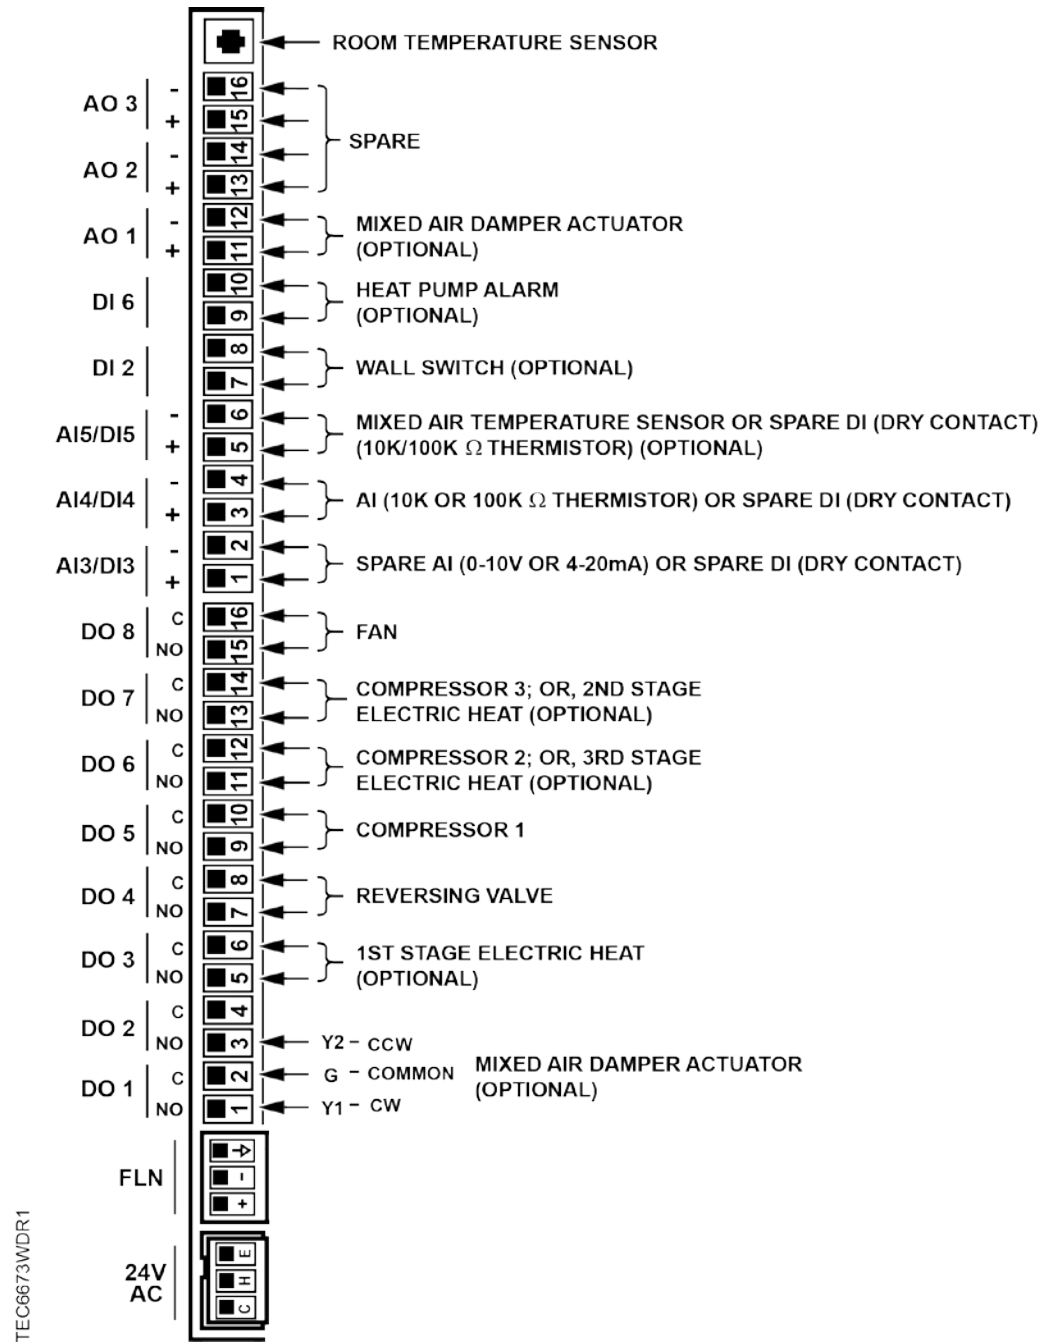 ROOM TEMPERATURE SENSOR
AO 3
-
16
+
15
SPARE
AO 2
-
14
+
13
AO 1
-
12
+
11
MIXED AIR DAMPER ACTUATOR
(OPTIONAL)
DI 6
10
9
HEAT PUMP ALARM
(OPTIONAL)
DI 2
8
7
WALL SWITCH (OPTIONAL)
AI5/DI5
-
6
+
5
MIXED AIR TEMPERATURE SENSOR OR SPARE DI (DRY CONTACT)
(10K/100K Ω THERMISTOR) (OPTIONAL)
AI4/DI4
-
4
+
3
AI (10K OR 100K Ω THERMISTOR) OR SPARE DI (DRY CONTACT)
AI3/DI3
-
2
+
1
SPARE AI (0-10V OR 4-20mA) OR SPARE DI (DRY CONTACT)
DO 8
C
16
NO
15
FAN
DO 7
C
14
NO
13
COMPRESSOR 3; OR, 2ND STAGE
ELECTRIC HEAT (OPTIONAL)
DO 6
C
12
NO
11
COMPRESSOR 2; OR, 3RD STAGE
ELECTRIC HEAT (OPTIONAL)
DO 5
C
10
NO
9
COMPRESSOR 1
DO 4
C
8
NO
7
REVERSING VALVE
DO 3
C
6
NO
5
1ST STAGE ELECTRIC HEAT
(OPTIONAL)
DO 2
C
4
NO
3
Y2 - CCW
DO 1
C
2
G - COMMON
NO
1
Y1 - CW
MIXED AIR DAMPER ACTUATOR
(OPTIONAL)
FLN
-
+
24V
AC
E
H
C
TEC6673WDR1